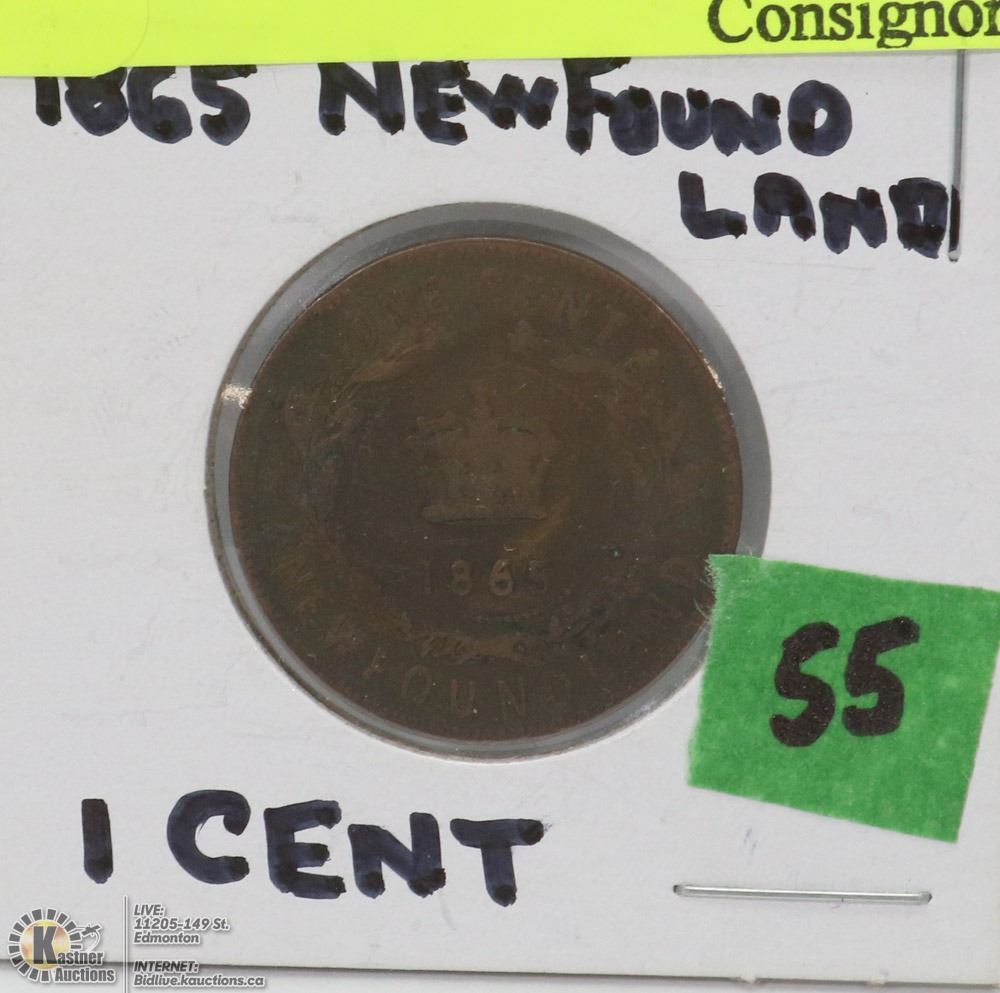 Consignor
1865 NEWFOUND
LAND
ONE CENT
1865
NEWFOUNDLAND
55
1 CENT
Kastner
Auctions
LIVE:
11205-149 St.
Edmonton
INTERNET:
Bidlive.kauctions.ca